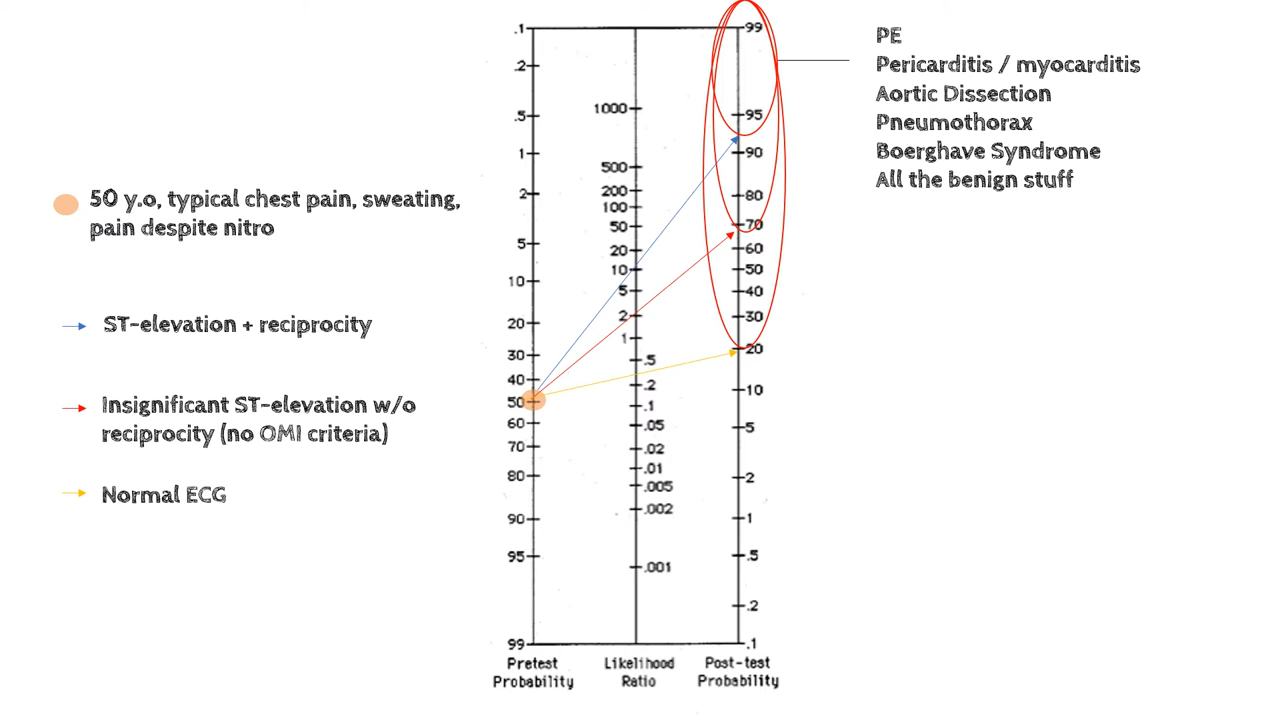 50 y.o, typical chest pain, sweating,
pain despite nitro
ST-elevation + reciprocity
Insignificant ST-elevation w/o
reciprocity (no OMI criteria)
Normal ECG
.1
.2
.5
1
2
5
10
20
30
40
50
60
70
80
90
95
99
Pretest
Probability
1000
500
200
100
50
20
10
5
2
1
.5
.2
.1
.05
.02
.01
.005
.002
.001
Likelihood
Ratio
99
95
90
80
70
60
50
40
30
20
10
5
2
1
.5
.2
.1
Post-test
Probability
PE
Pericarditis / myocarditis
Aortic Dissection
Pneumothorax
Boerghave Syndrome
All the benign stuff